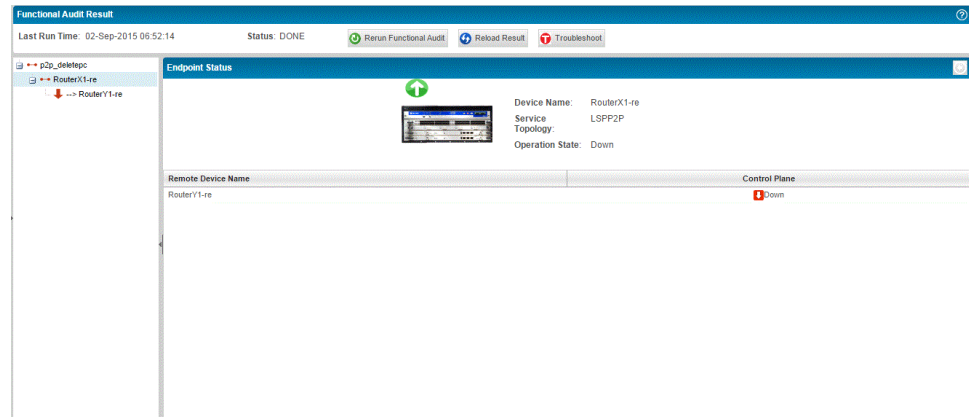 Functional Audit Result
Last Run Time: 02-Sep-2015 06:52:14 Status: DONE Rerun Functional Audit Reload Result Troubleshoot
p2p_deletepc
RouterX1-re
--> RouterY1-re
Endpoint Status
Device Name: RouterX1-re
Service Topology: LSPP2P
Operation State: Down
Remote Device Name Control Plane
RouterY1-re Down